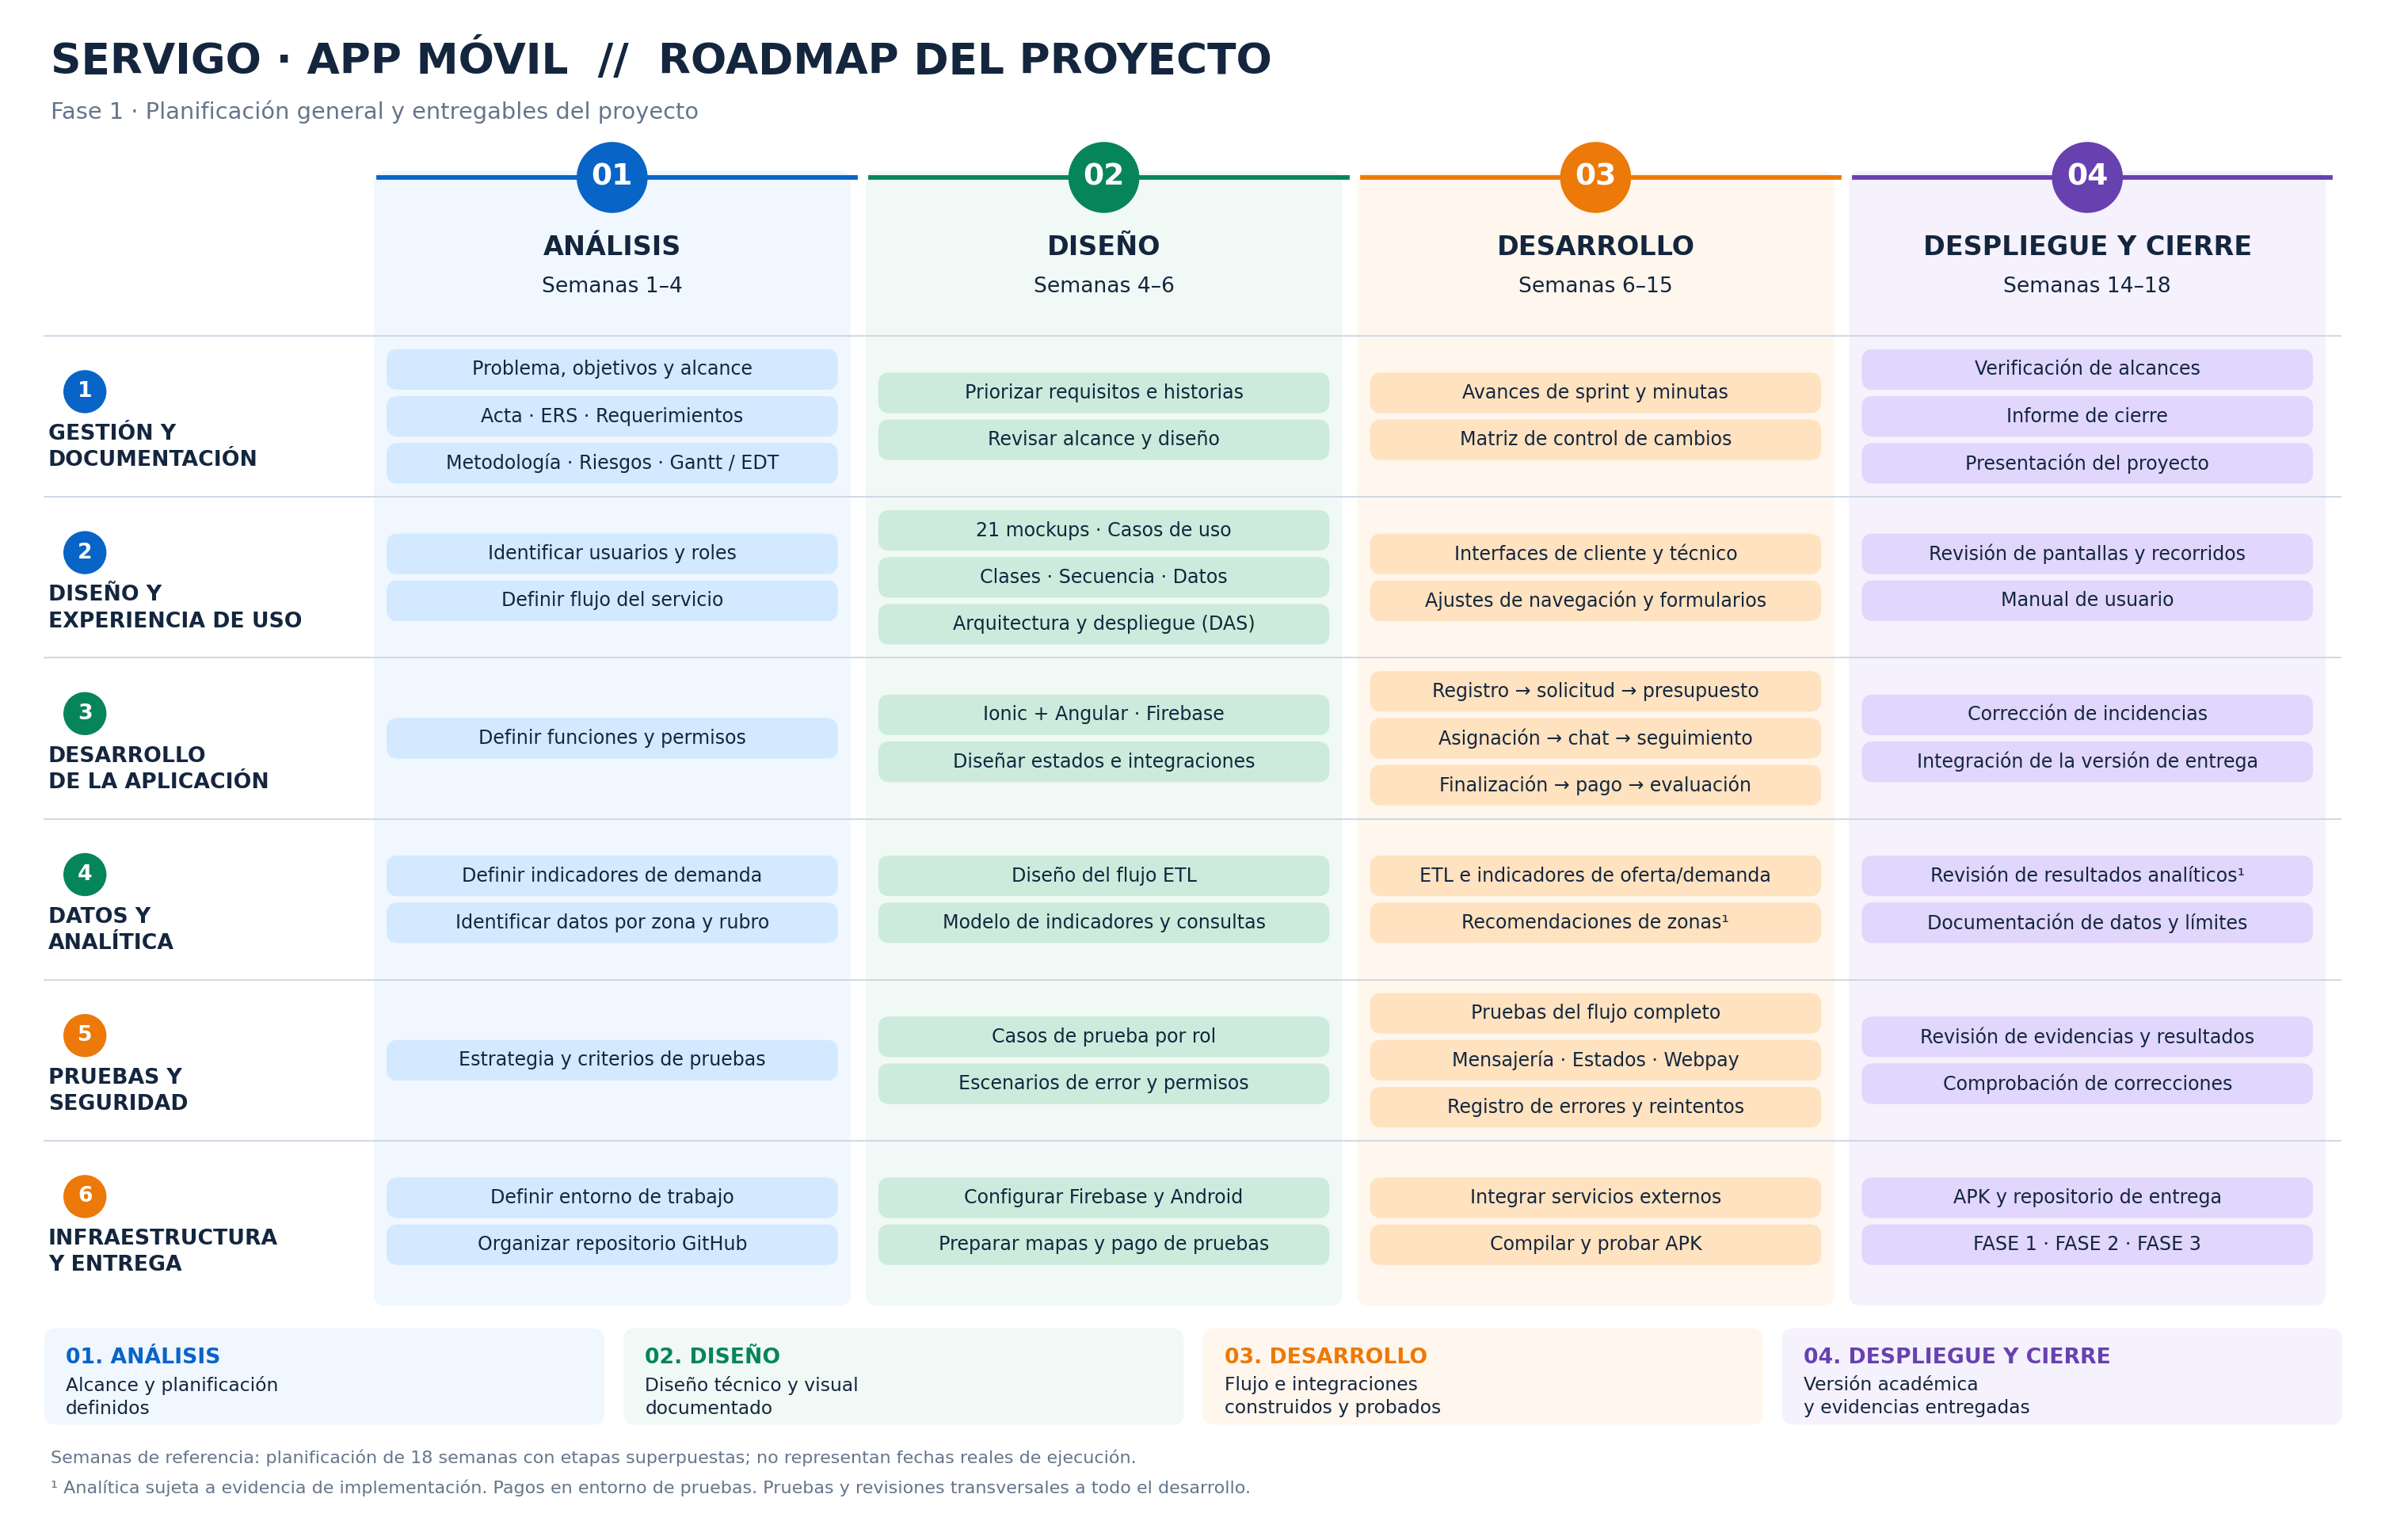 SERVIGO · APP MÓVIL // ROADMAP DEL PROYECTO
Fase 1 · Planificación general y entregables del proyecto
01
02
03
04
ANÁLISIS
DISEÑO
DESARROLLO
DESPLIEGUE Y CIERRE
Semanas 1–4
Semanas 4–6
Semanas 6–15
Semanas 14–18
1
GESTIÓN Y
DOCUMENTACIÓN
Problema, objetivos y alcance
Acta · ERS · Requerimientos
Metodología · Riesgos · Gantt / EDT
Priorizar requisitos e historias
Revisar alcance y diseño
Avances de sprint y minutas
Matriz de control de cambios
Verificación de alcances
Informe de cierre
Presentación del proyecto
2
DISEÑO Y
EXPERIENCIA DE USO
Identificar usuarios y roles
Definir flujo del servicio
21 mockups · Casos de uso
Clases · Secuencia · Datos
Arquitectura y despliegue (DAS)
Interfaces de cliente y técnico
Ajustes de navegación y formularios
Revisión de pantallas y recorridos
Manual de usuario
3
DESARROLLO
DE LA APLICACIÓN
Definir funciones y permisos
Ionic + Angular · Firebase
Diseñar estados e integraciones
Registro → solicitud → presupuesto
Asignación → chat → seguimiento
Finalización → pago → evaluación
Corrección de incidencias
Integración de la versión de entrega
4
DATOS Y
ANALÍTICA
Definir indicadores de demanda
Identificar datos por zona y rubro
Diseño del flujo ETL
Modelo de indicadores y consultas
ETL e indicadores de oferta/demanda
Recomendaciones de zonas¹
Revisión de resultados analíticos¹
Documentación de datos y límites
5
PRUEBAS Y
SEGURIDAD
Estrategia y criterios de pruebas
Casos de prueba por rol
Escenarios de error y permisos
Pruebas del flujo completo
Mensajería · Estados · Webpay
Registro de errores y reintentos
Revisión de evidencias y resultados
Comprobación de correcciones
6
INFRAESTRUCTURA
Y ENTREGA
Definir entorno de trabajo
Organizar repositorio GitHub
Configurar Firebase y Android
Preparar mapas y pago de pruebas
Integrar servicios externos
Compilar y probar APK
APK y repositorio de entrega
FASE 1 · FASE 2 · FASE 3
01. ANÁLISIS
Alcance y planificación
definidos
02. DISEÑO
Diseño técnico y visual
documentado
03. DESARROLLO
Flujo e integraciones
construidos y probados
04. DESPLIEGUE Y CIERRE
Versión académica
y evidencias entregadas
Semanas de referencia: planificación de 18 semanas con etapas superpuestas; no representan fechas reales de ejecución.
¹ Analítica sujeta a evidencia de implementación. Pagos en entorno de pruebas. Pruebas y revisiones transversales a todo el desarrollo.